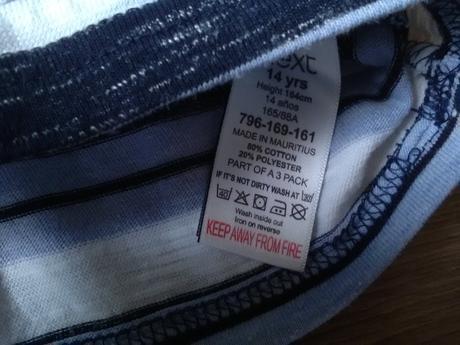 next
14 yrs
Height 164cm
14 años
165/88A
796-169-161
MADE IN MAURITIUS
80% COTTON
20% POLYESTER
PART OF A 3 PACK
IF IT'S NOT DIRTY WASH AT 30
40
Wash inside out
Iron on reverse
KEEP AWAY FROM FIRE